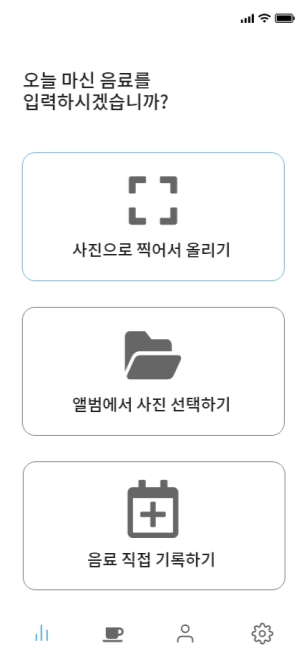 오늘 마신 음료를
입력하시겠습니까?
사진으로 찍어서 올리기
앨범에서 사진 선택하기
음료 직접 기록하기